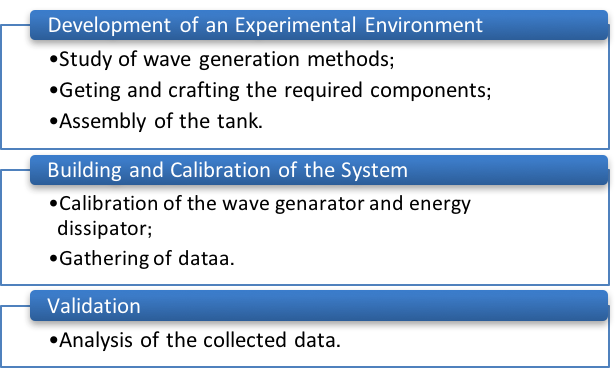 Development of an Experimental Environment
•Study of wave generation methods;
•Geting and crafting the required components;
•Assembly of the tank.
Building and Calibration of the System
•Calibration of the wave genarator and energy
dissipator;
•Gathering of dataa.
Validation
•Analysis of the collected data.